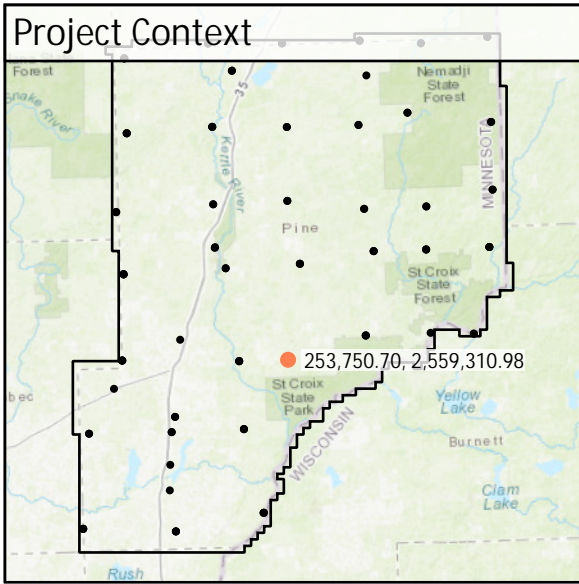 Project Context
Forest
Snake River
35
Nemadji
State
Forest
MINNESOTA
Kettle River
Pine
St Croix
State
Forest
253,750.70, 2,559,310.98
St Croix
State
Park
bec
WISCONSIN
Yellow
Lake
Burnett
Clam
Lake
Rush